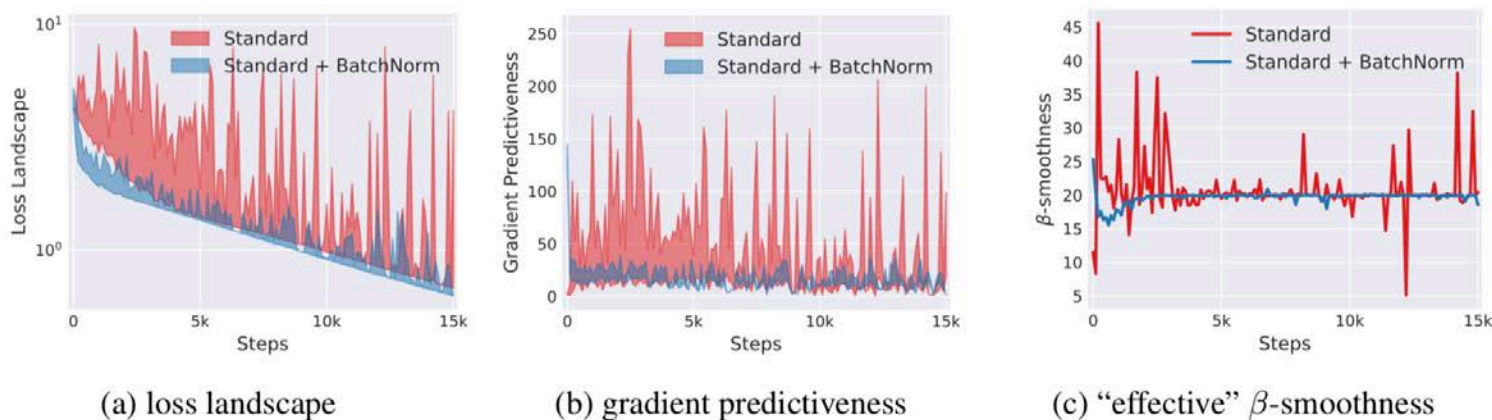 10¹
Standard
Standard + BatchNorm
Loss Landscape
10⁰
0
5k
10k
15k
Steps
(a) loss landscape
250
200
150
100
50
0
Standard
Standard + BatchNorm
Gradient Predictiveness
0
5k
10k
15k
Steps
(b) gradient predictiveness
45
40
35
30
25
20
15
10
5
Standard
Standard + BatchNorm
β-smoothness
0
5k
10k
15k
Steps
(c) “effective” β-smoothness